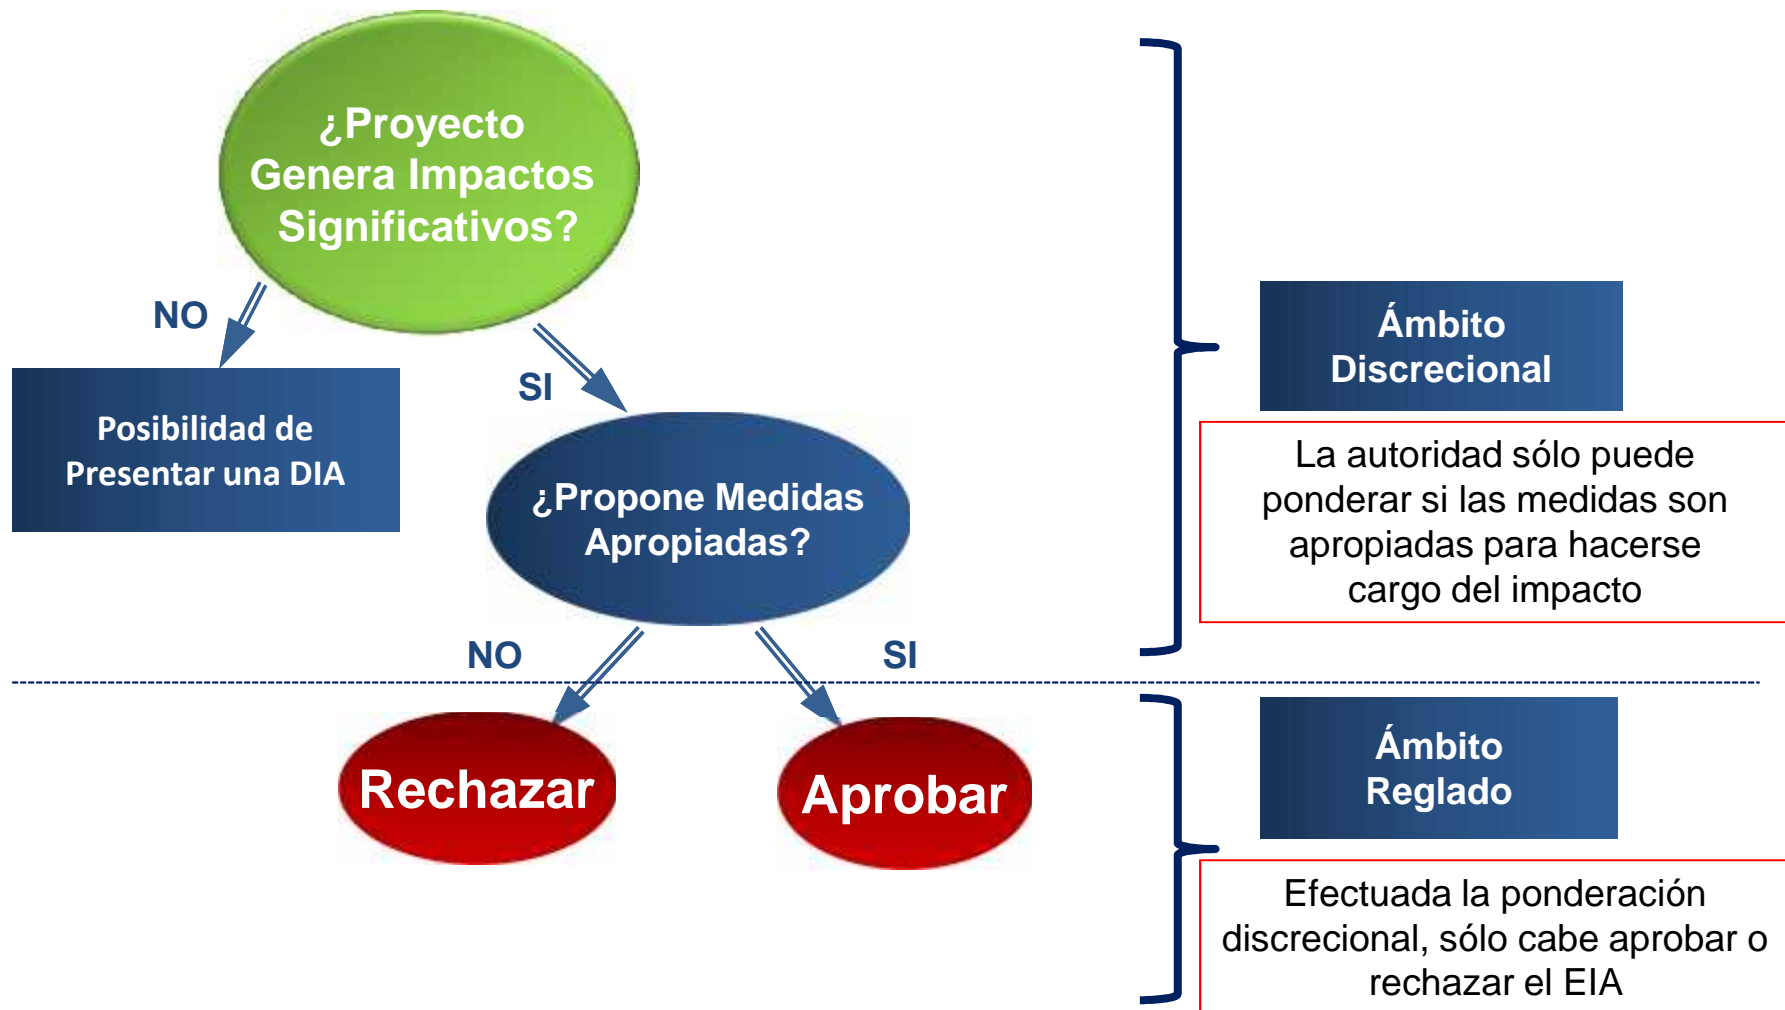 ¿Proyecto
Genera Impactos
Significativos?
NO
SI
Posibilidad de
Presentar una DIA
¿Propone Medidas
Apropiadas?
NO
SI
Rechazar
Aprobar
Ámbito
Discrecional
La autoridad sólo puede
ponderar si las medidas son
apropiadas para hacerse
cargo del impacto
Ámbito
Reglado
Efectuada la ponderación
discrecional, sólo cabe aprobar o
rechazar el EIA